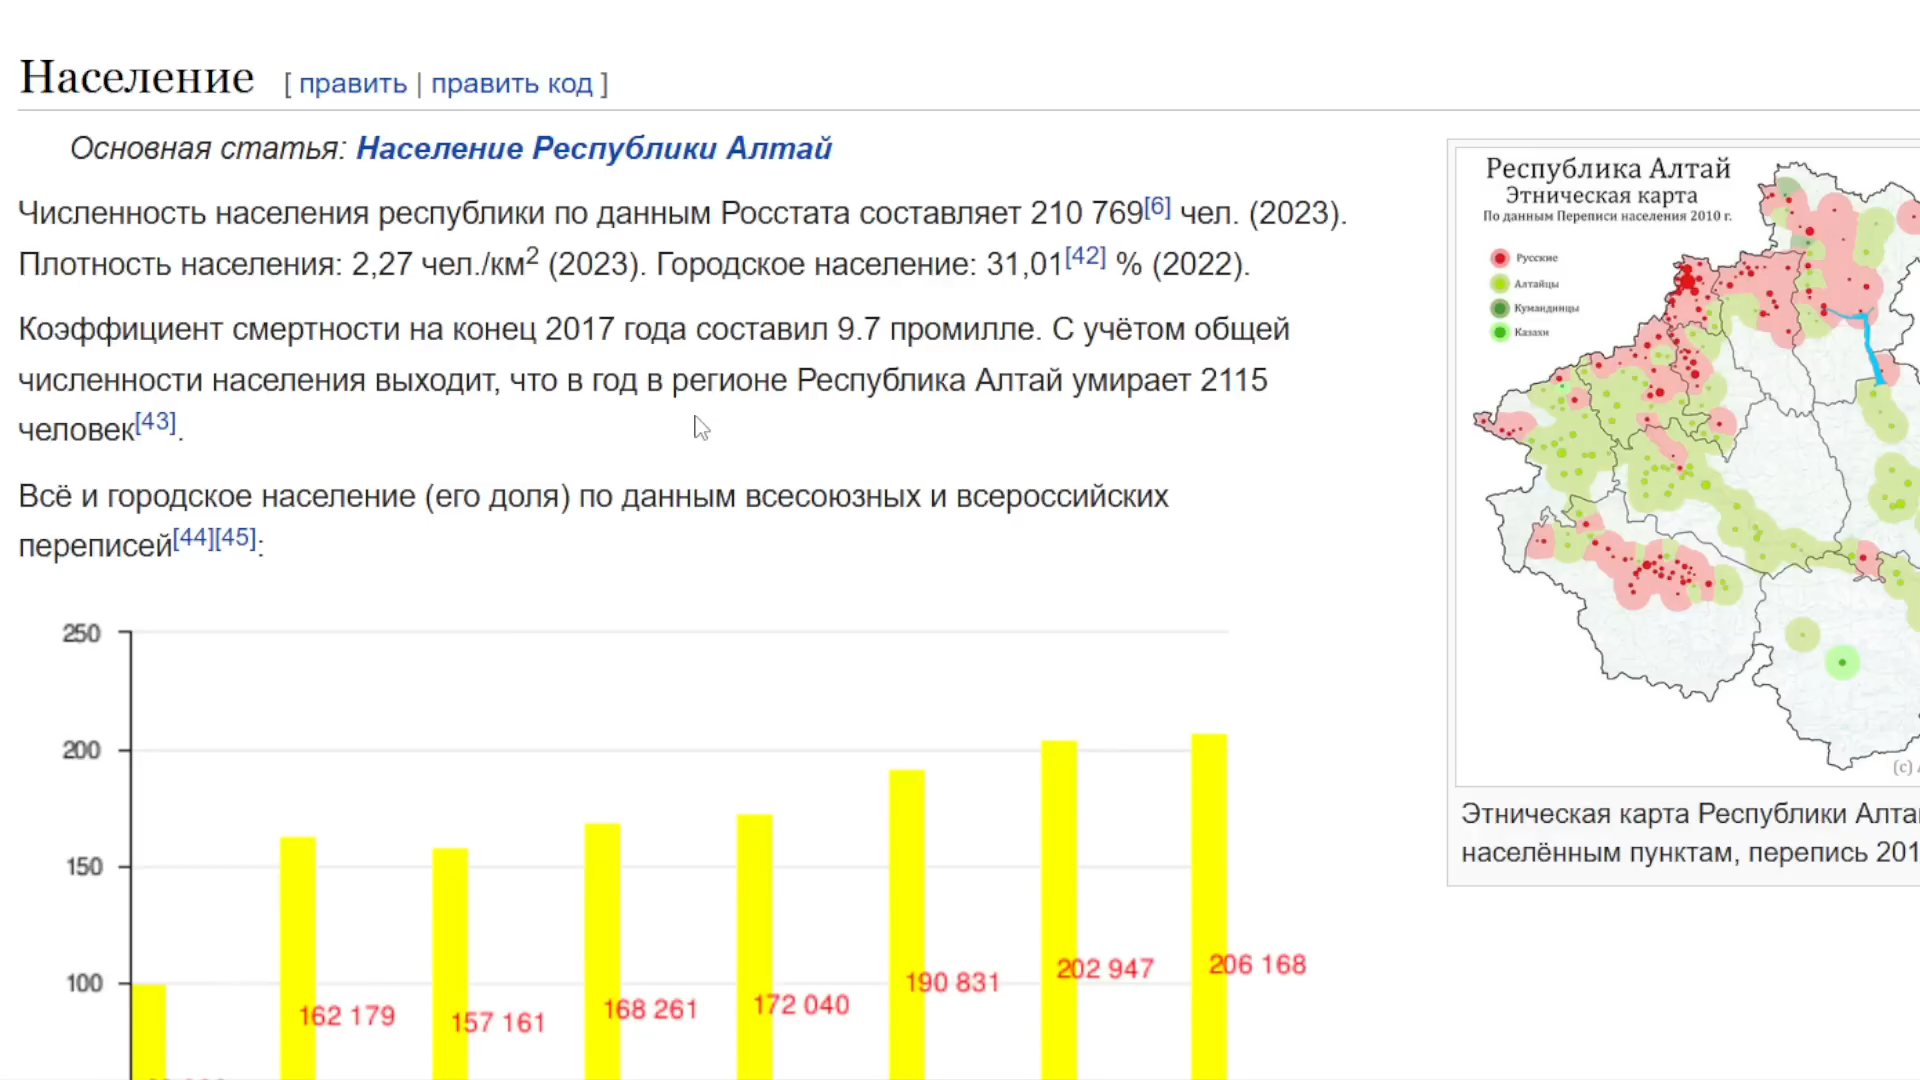 Население [ править | править код ]
Основная статья: Население Республики Алтай
Численность населения республики по данным Росстата составляет 210 769[6] чел. (2023).
Плотность населения: 2,27 чел./км2 (2023). Городское население: 31,01[42] % (2022).
Коэффициент смертности на конец 2017 года составил 9.7 промилле. С учётом общей
численности населения выходит, что в год в регионе Республика Алтай умирает 2115
человек[43].
Всё и городское население (его доля) по данным всесоюзных и всероссийских
переписей[44][45]:
250
200
150
100
162 179
157 161
168 261
172 040
190 831
202 947
206 168
Республика Алтай
Этническая карта
По данным Переписи населения 2010 г.
Русские
Алтайцы
Кумандинцы
Казахи
(c)
Этническая карта Республики Алта
населённым пунктам, перепись 201